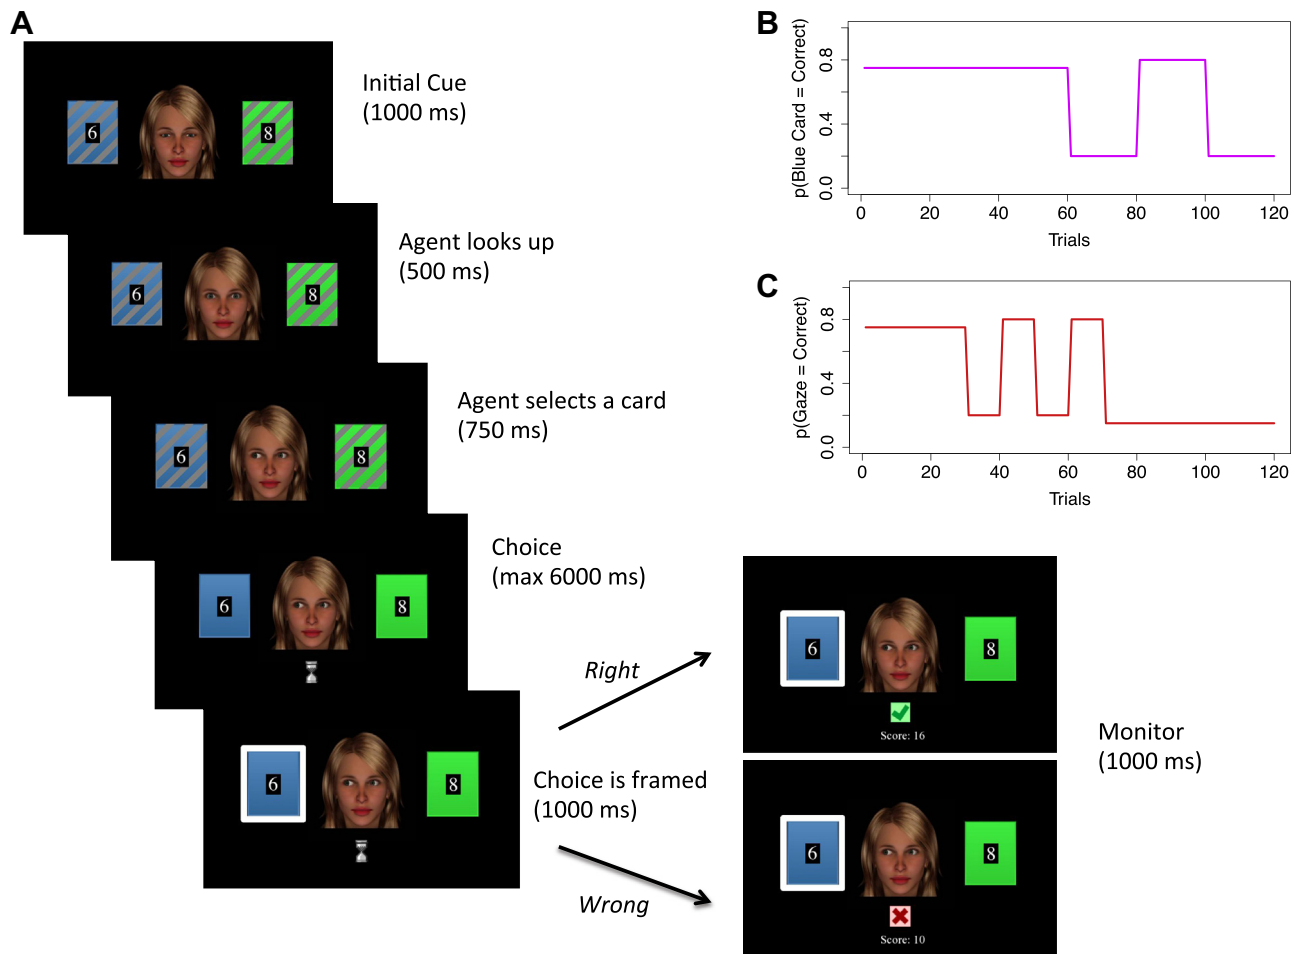 A
6
8
Initial Cue
(1000 ms)
6
8
Agent looks up
(500 ms)
6
8
Agent selects a card
(750 ms)
6
8
Choice
(max 6000 ms)
6
8
Choice is framed
(1000 ms)
Right
Wrong
6
8
Score: 16
6
8
Score: 10
Monitor
(1000 ms)
B
p(Blue Card = Correct)
0.8
0.4
0.0
0 20 40 60 80 100 120
Trials
C
p(Gaze = Correct)
0.8
0.4
0.0
0 20 40 60 80 100 120
Trials